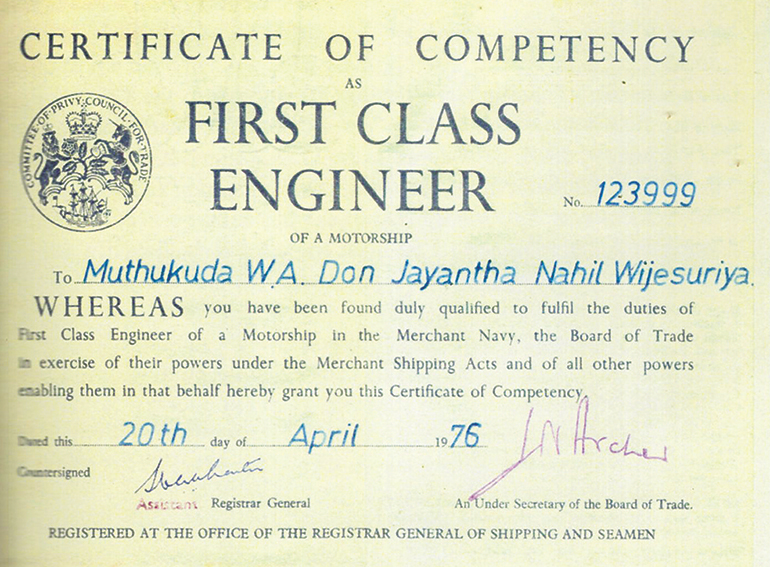 CERTIFICATE OF COMPETENCY
AS
FIRST CLASS
ENGINEER
COMMITTEE·OF·PRIVY·COUNCIL·FOR·TRADE
No. 123999
OF A MOTORSHIP
To Muthukuda W.A. Don Jayantha Nahil Wijesuriya.
WHEREAS you have been found duly qualified to fulfil the duties of
First Class Engineer of a Motorship in the Merchant Navy, the Board of Trade
in exercise of their powers under the Merchant Shipping Acts and of all other powers
enabling them in that behalf hereby grant you this Certificate of Competency.
Dated this 20th day of April 1976
J N Archer
Countersigned
Assistant Registrar General
An Under Secretary of the Board of Trade.
REGISTERED AT THE OFFICE OF THE REGISTRAR GENERAL OF SHIPPING AND SEAMEN